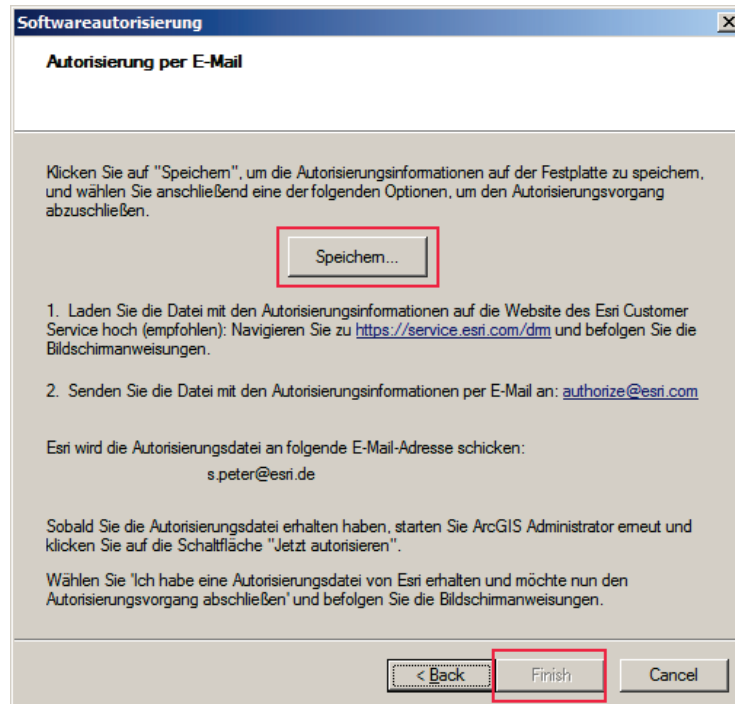 Softwareautorisierung
Autorisierung per E-Mail
Klicken Sie auf "Speichern", um die Autorisierungsinformationen auf der Festplatte zu speichern,
und wählen Sie anschließend eine der folgenden Optionen, um den Autorisierungsvorgang
abzuschließen.
Speichern...
1. Laden Sie die Datei mit den Autorisierungsinformationen auf die Website des Esri Customer
Service hoch (empfohlen): Navigieren Sie zu https://service.esri.com/drm und befolgen Sie die
Bildschirmanweisungen.
2. Senden Sie die Datei mit den Autorisierungsinformationen per E-Mail an: authorize@esri.com
Esri wird die Autorisierungsdatei an folgende E-Mail-Adresse schicken:
s.peter@esri.de
Sobald Sie die Autorisierungsdatei erhalten haben, starten Sie ArcGIS Administrator erneut und
klicken Sie auf die Schaltfläche "Jetzt autorisieren".
Wählen Sie 'Ich habe eine Autorisierungsdatei von Esri erhalten und möchte nun den
Autorisierungsvorgang abschließen' und befolgen Sie die Bildschirmanweisungen.
< Back Finish Cancel